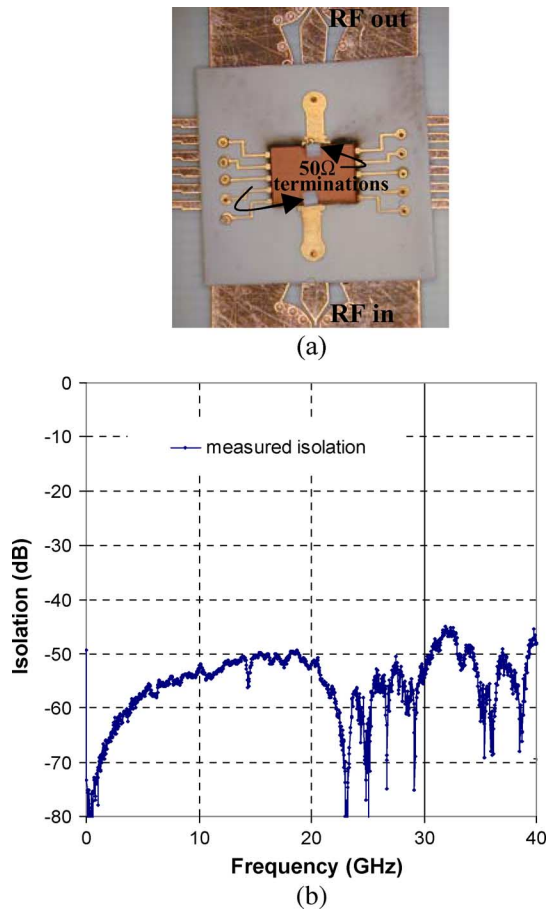 RF out
50Ω
terminations
RF in
(a)
0
-10
-20
-30
-40
-50
-60
-70
-80
measured isolation
Isolation (dB)
0
10
20
30
40
Frequency (GHz)
(b)